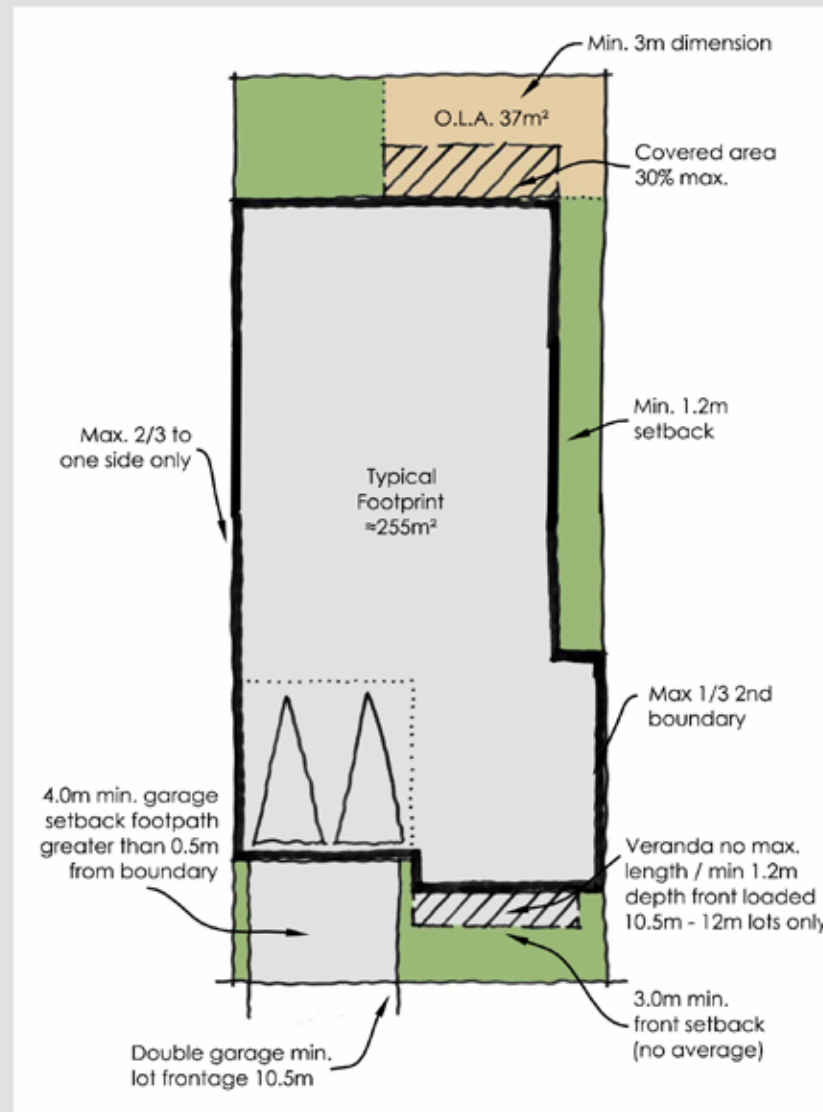 Min. 3m dimension
O.L.A. 37m²
Covered area
30% max.
Min. 1.2m
setback
Max. 2/3 to
one side only
Typical
Footprint
≈255m²
Max 1/3 2nd
boundary
4.0m min. garage
setback footpath
greater than 0.5m
from boundary
Veranda no max.
length / min 1.2m
depth front loaded
10.5m - 12m lots only
3.0m min.
front setback
(no average)
Double garage min.
lot frontage 10.5m